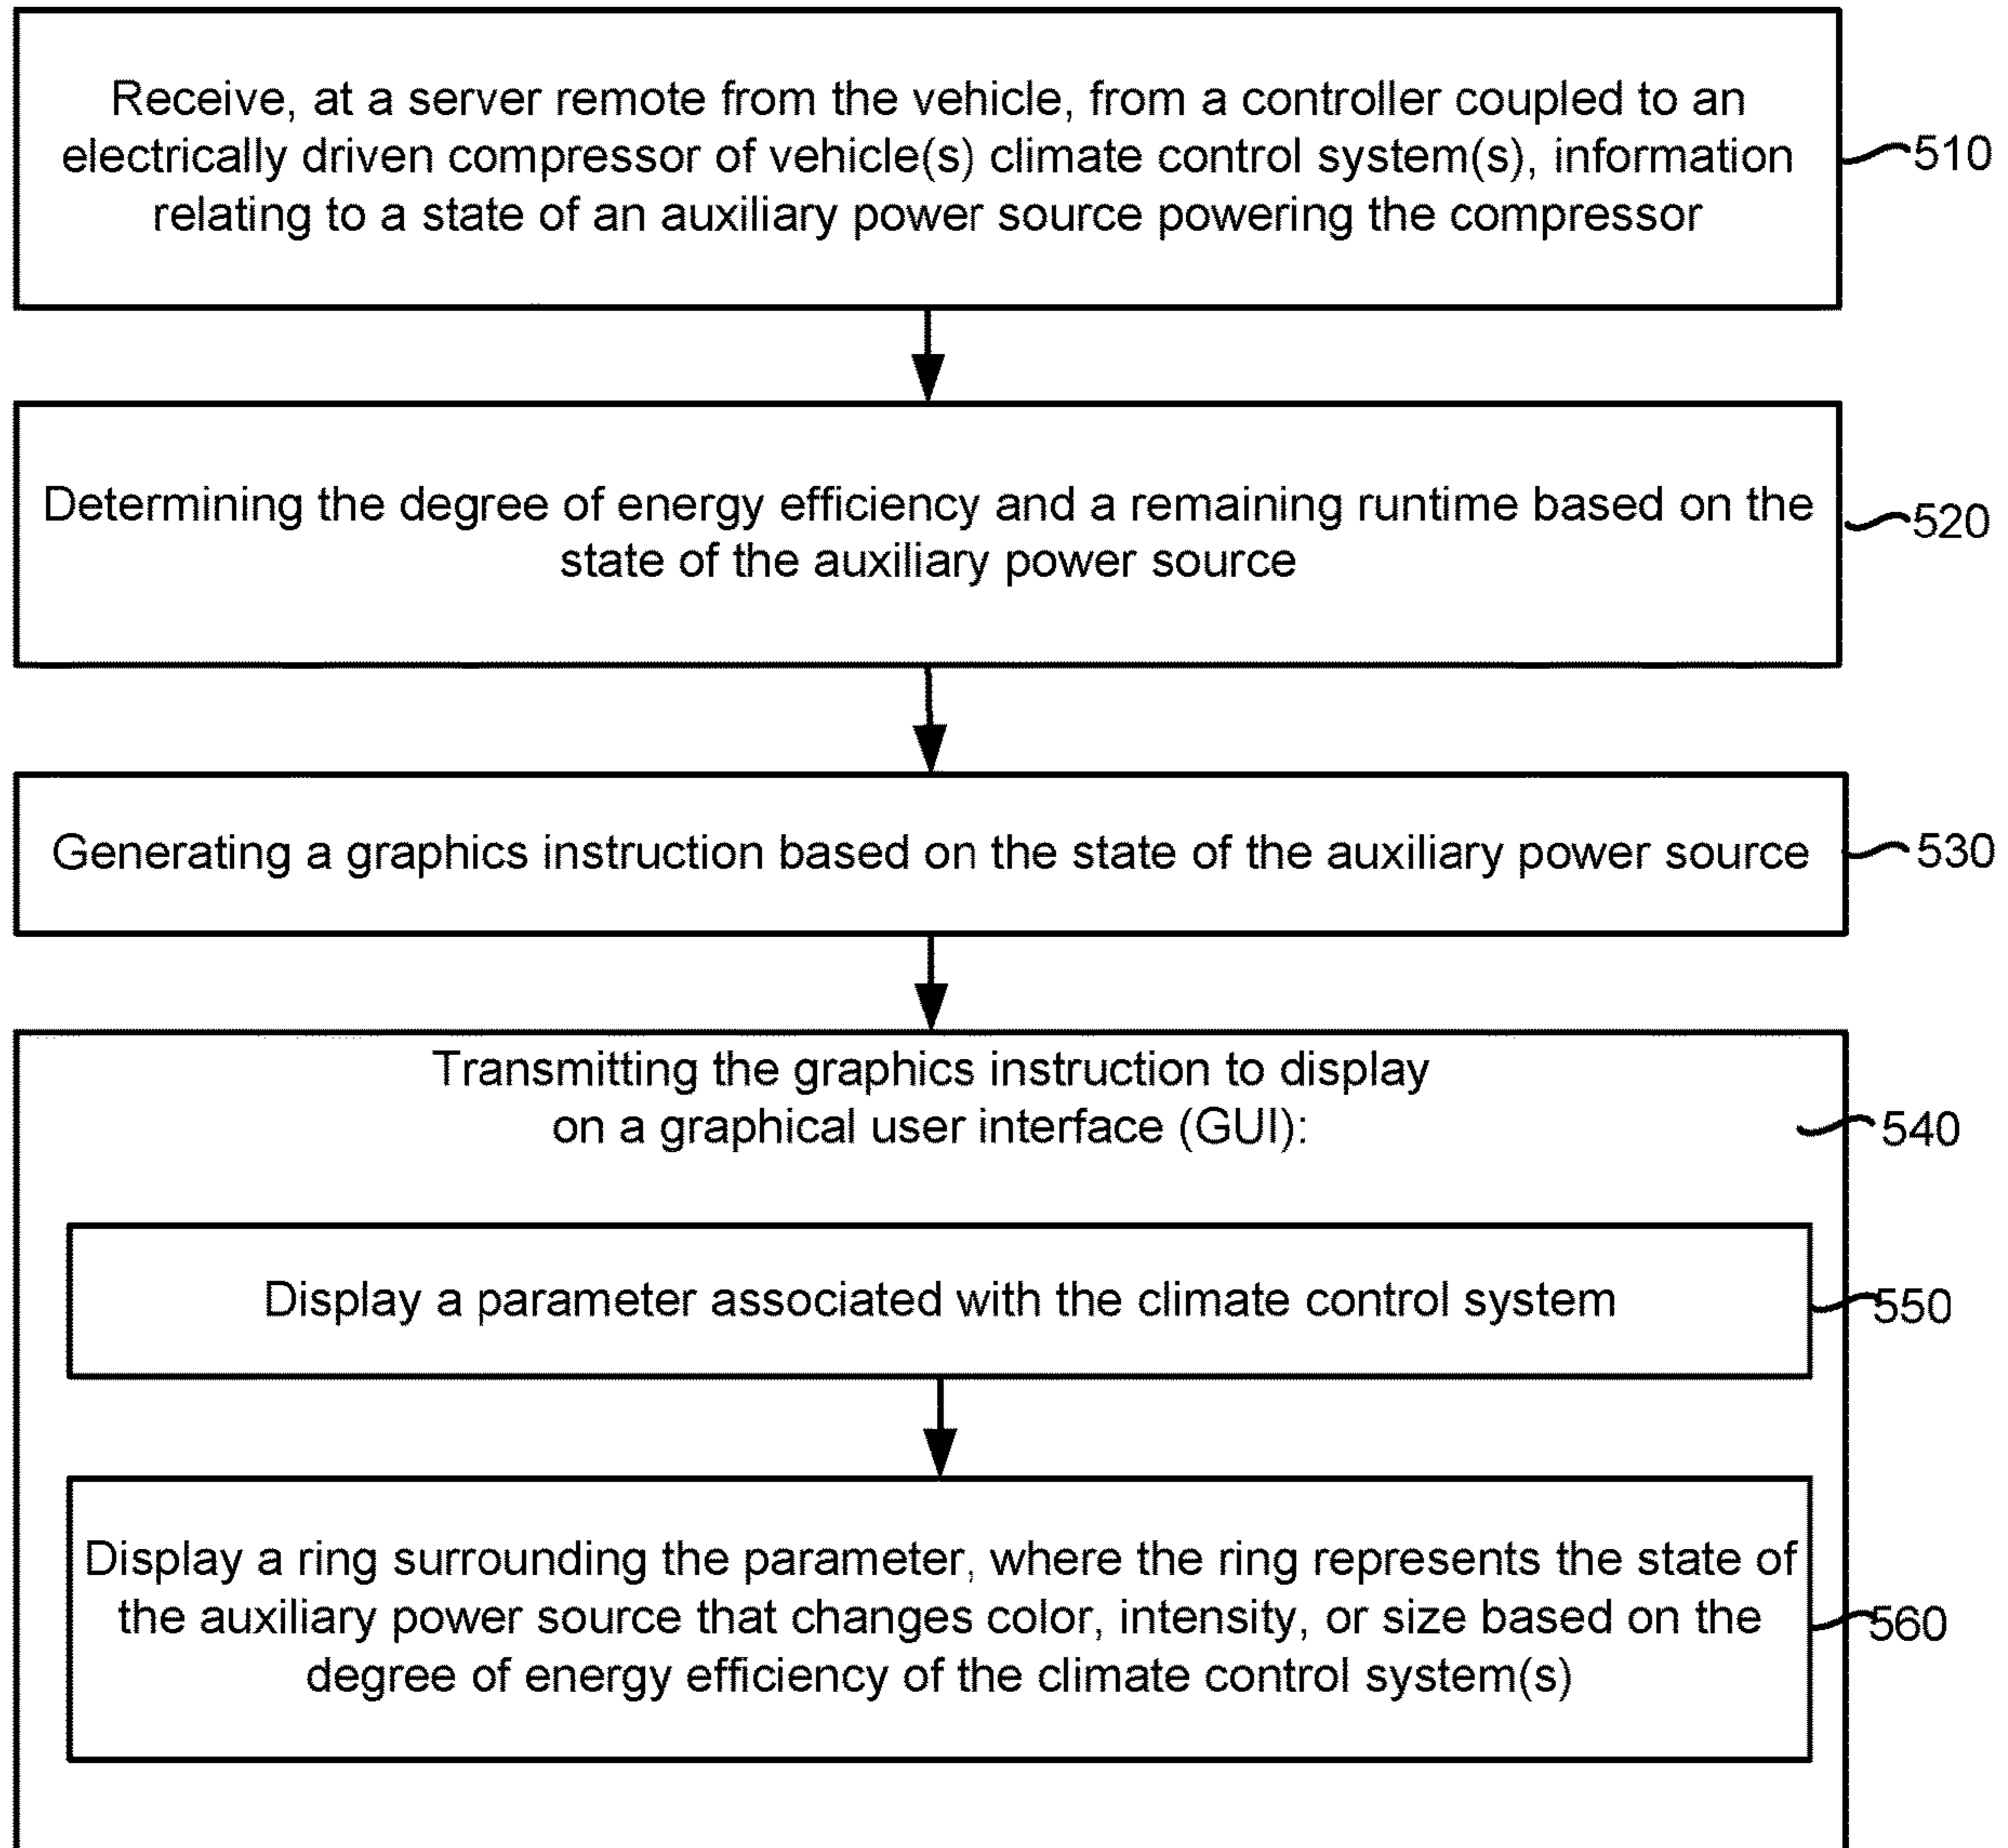 Receive, at a server remote from the vehicle, from a controller coupled to an
electrically driven compressor of vehicle(s) climate control system(s), information
relating to a state of an auxiliary power source powering the compressor
510
Determining the degree of energy efficiency and a remaining runtime based on the
state of the auxiliary power source
520
Generating a graphics instruction based on the state of the auxiliary power source
530
Transmitting the graphics instruction to display
on a graphical user interface (GUI):
540
Display a parameter associated with the climate control system
550
Display a ring surrounding the parameter, where the ring represents the state of
the auxiliary power source that changes color, intensity, or size based on the
degree of energy efficiency of the climate control system(s)
560